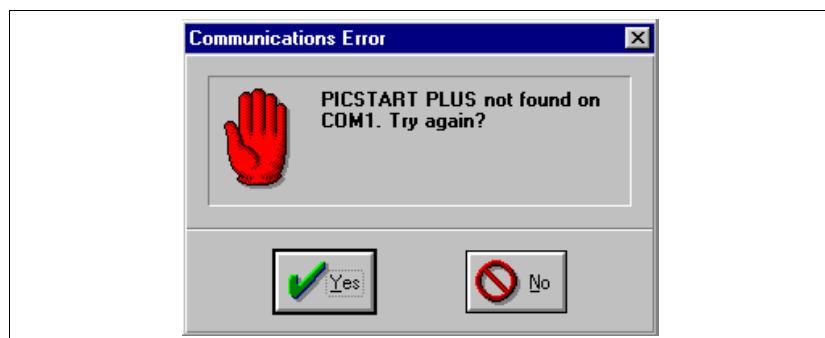 Communications Error
PICSTART PLUS not found on
COM1. Try again?
Yes
No